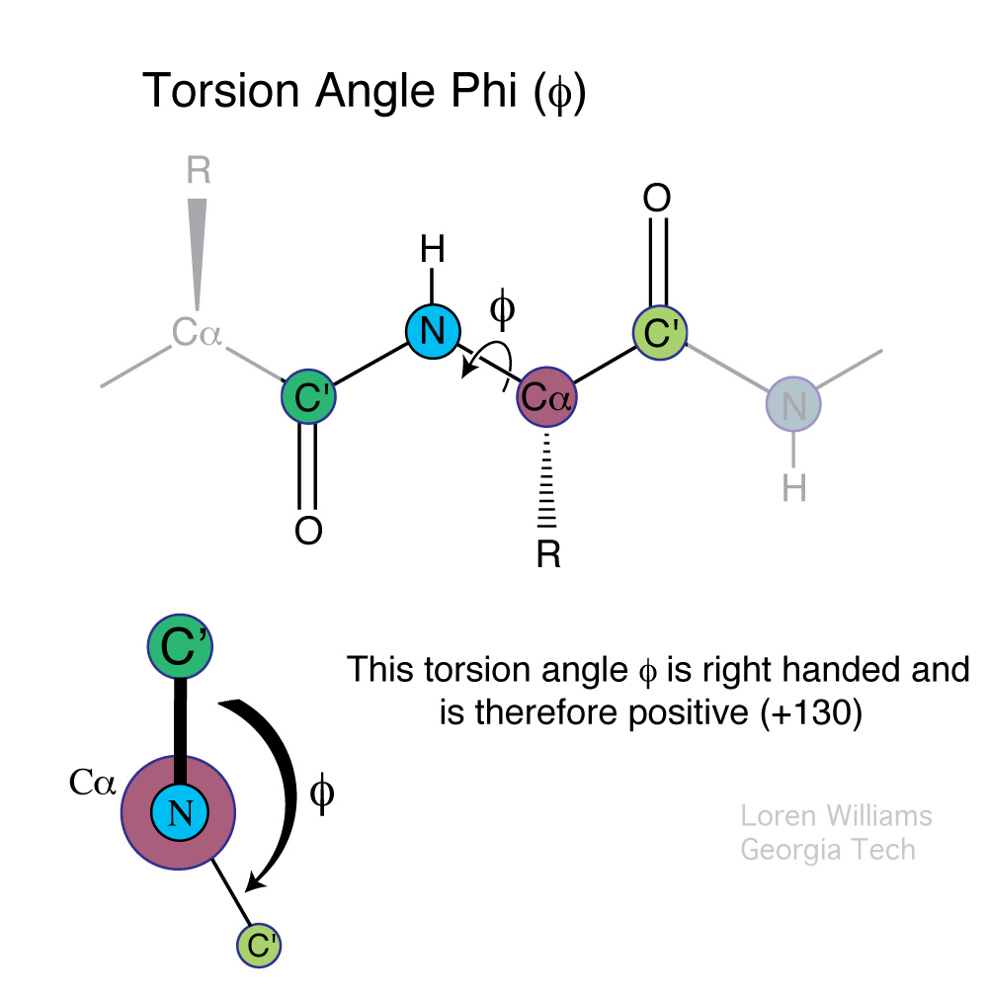 Torsion Angle Phi (ϕ)
R
O
H
ϕ
Cα
N
C'
C'
Cα
N
H
O
R
C’
This torsion angle ϕ is right handed and
is therefore positive (+130)
Cα
ϕ
N
Loren Williams
Georgia Tech
C'